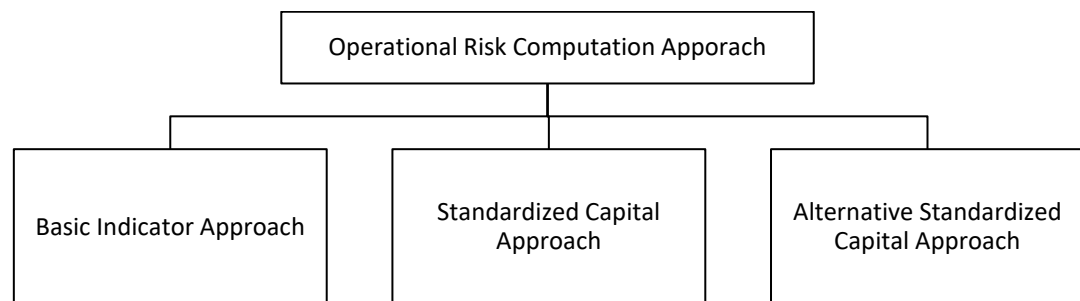 Operational Risk Computation Apporach
Basic Indicator Approach
Standardized Capital
Approach
Alternative Standardized
Capital Approach